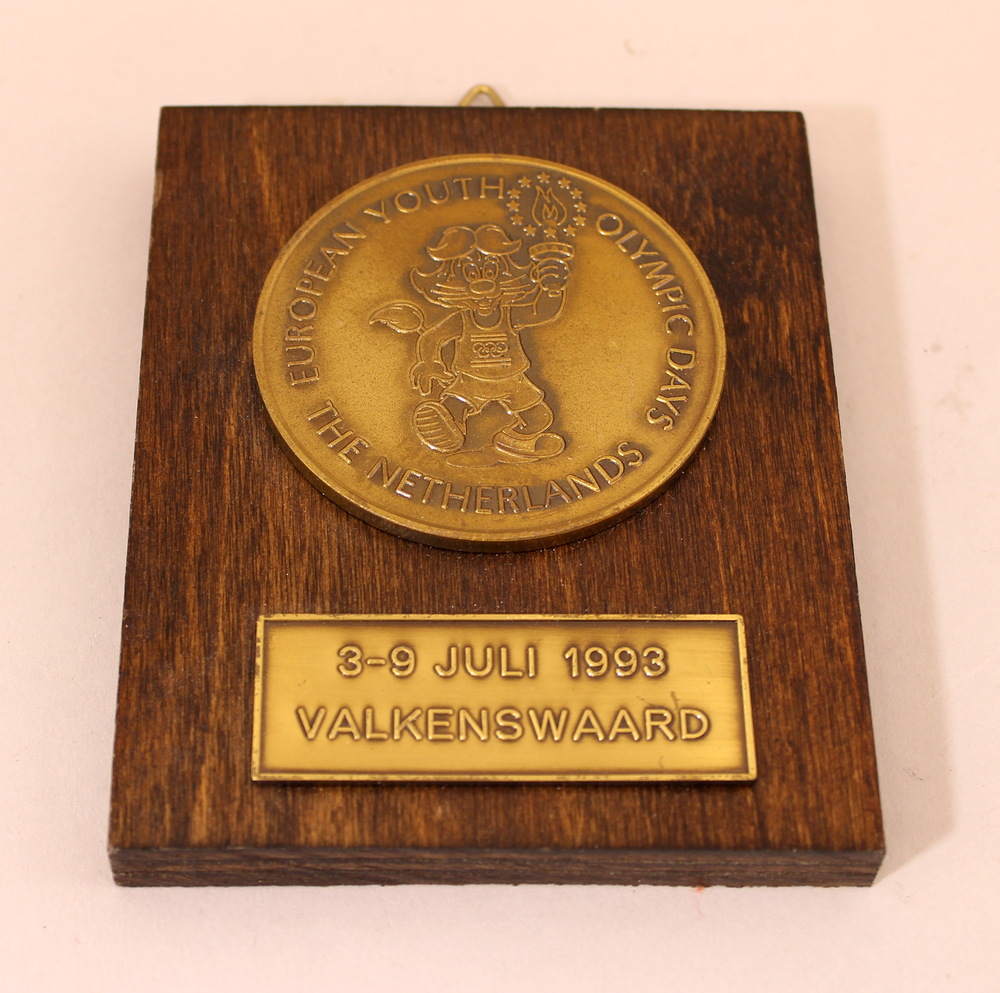 EUROPEAN YOUTH OLYMPIC DAYS
THE NETHERLANDS
3-9 JULI 1993
VALKENSWAARD